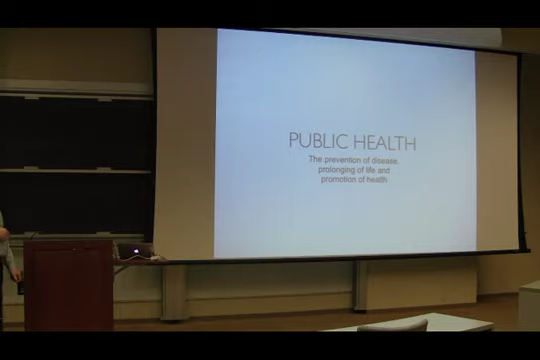 PUBLIC HEALTH
The prevention of disease,
prolonging of life and
promotion of health